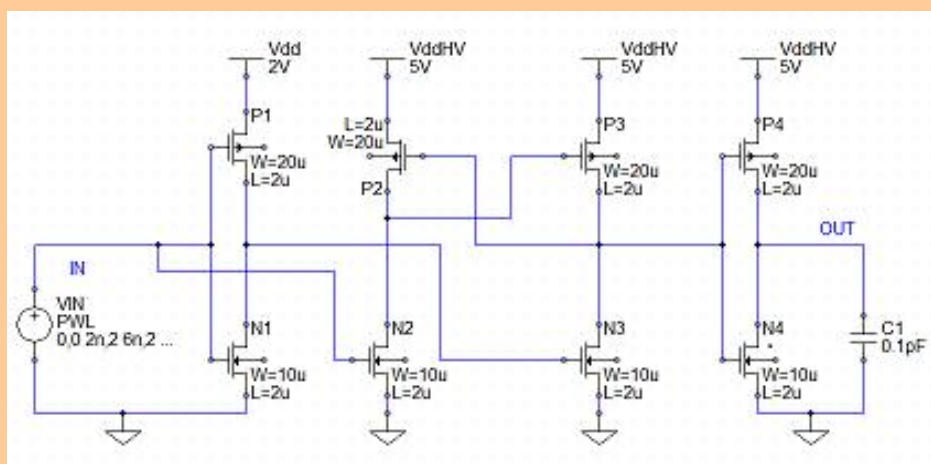 Vdd
2V
VddHV
5V
VddHV
5V
VddHV
5V
P1
W=20u
L=2u
L=2u
W=20u
P2
P3
W=20u
L=2u
P4
W=20u
L=2u
IN
OUT
VIN
PWL
0,0 2n,2 6n,2 ...
N1
W=10u
L=2u
N2
W=10u
L=2u
N3
W=10u
L=2u
N4
W=10u
L=2u
C1
0.1pF